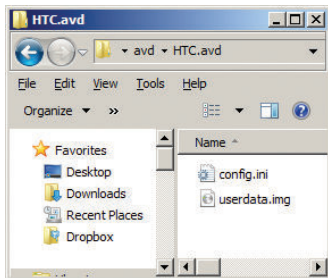 HTC.avd
avd HTC.avd
File Edit View Tools Help
Organize »
Favorites
Desktop
Downloads
Recent Places
Dropbox
Name
config.ini
userdata.img